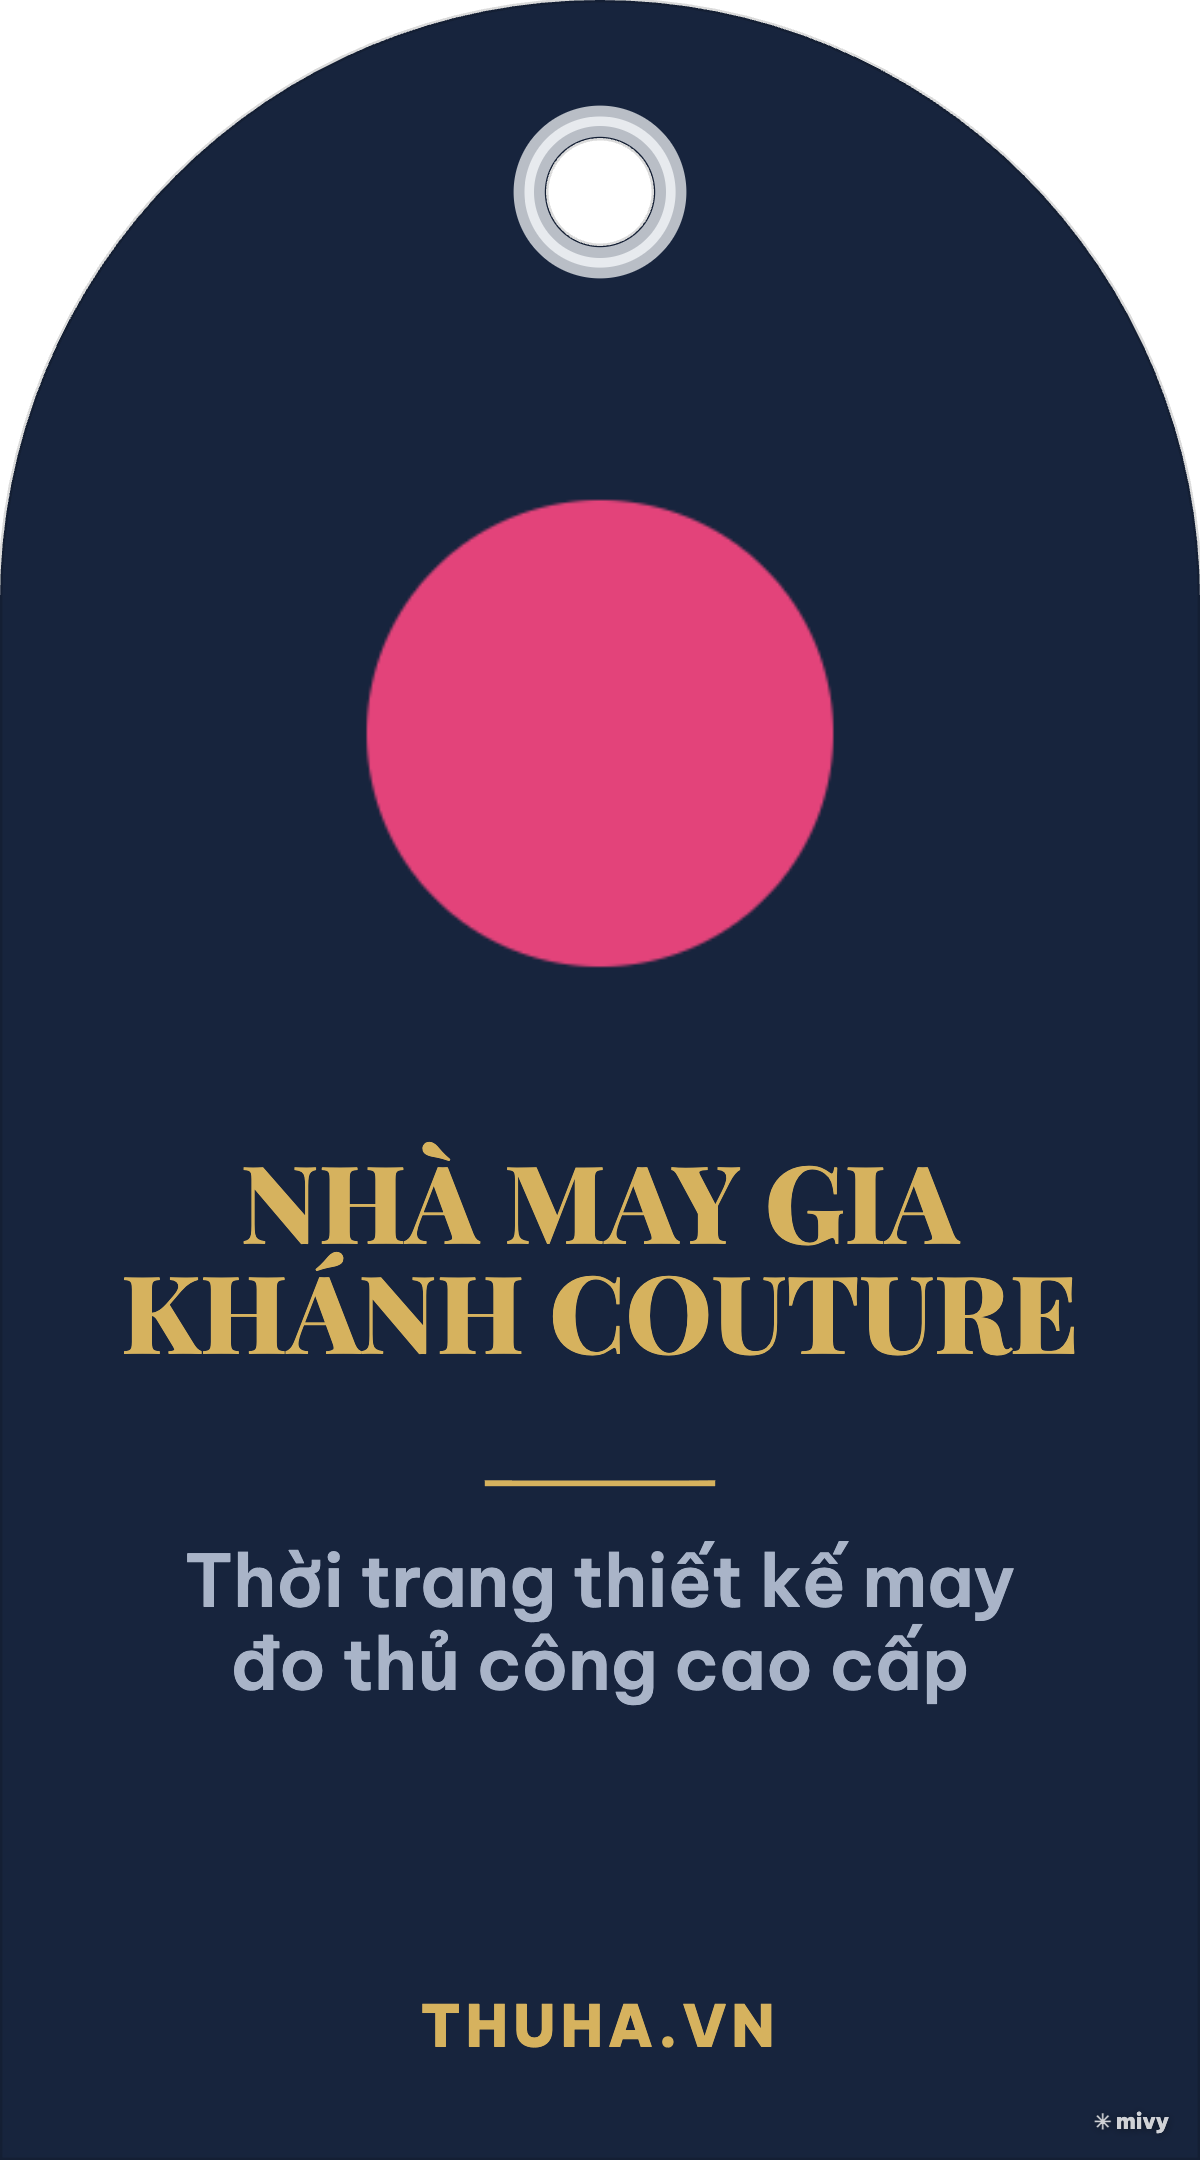 NHÀ MAY GIA
KHÁNH COUTURE
Thời trang thiết kế may
đo thủ công cao cấp
THUHA.VN
mivy